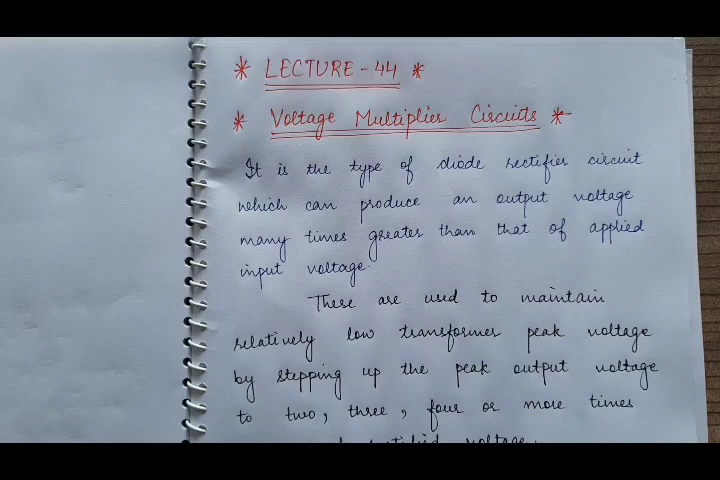 * LECTURE - 44 *
* Voltage Multiplier Circuits *
It is the type of diode rectifier circuit
which can produce an output voltage
many times greater than that of applied
input voltage.
These are used to maintain
relatively low transformer peak voltage
by stepping up the peak output voltage
to two, three, four or more times
voltage.